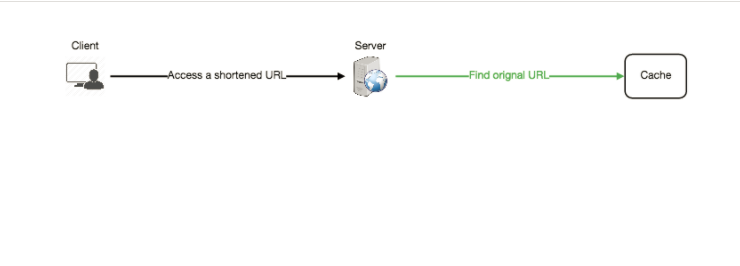 Client
Server
Access a shortened URL
Find orignal URL
Cache